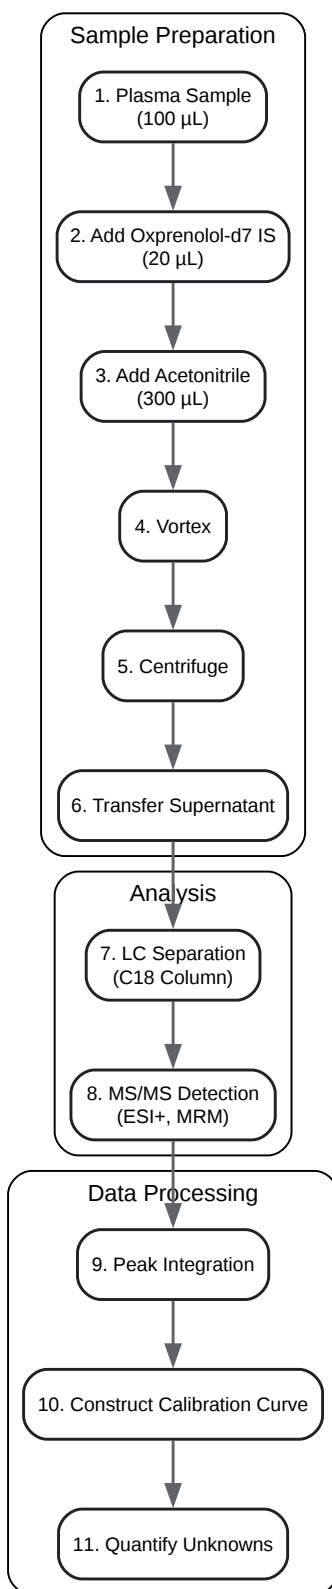 Sample Preparation
1. Plasma Sample
(100 µL)
2. Add Oxprenolol-d7 IS
(20 µL)
3. Add Acetonitrile
(300 µL)
4. Vortex
5. Centrifuge
6. Transfer Supernatant
Analysis
7. LC Separation
(C18 Column)
8. MS/MS Detection
(ESI+, MRM)
Data Processing
9. Peak Integration
10. Construct Calibration Curve
11. Quantify Unknowns